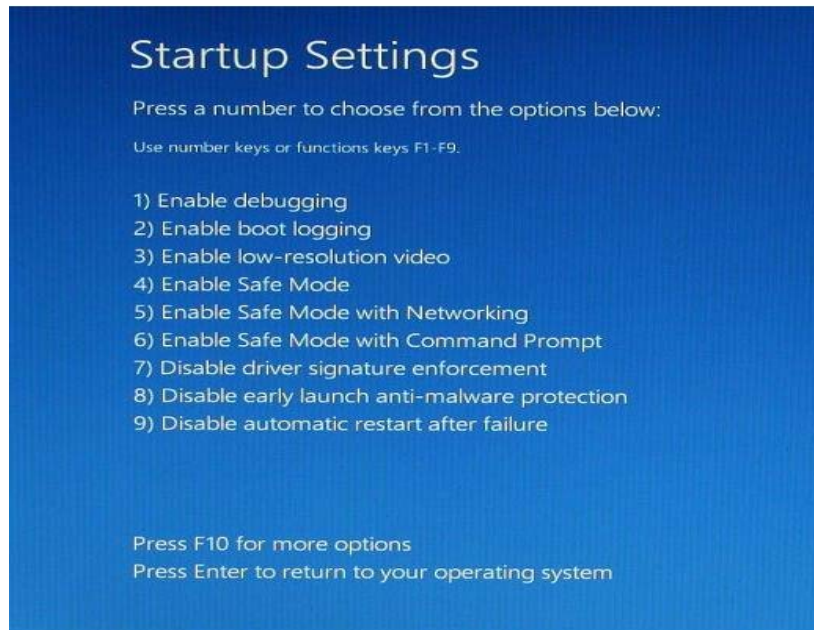 Startup Settings
Press a number to choose from the options below:
Use number keys or functions keys F1-F9.
1) Enable debugging
2) Enable boot logging
3) Enable low-resolution video
4) Enable Safe Mode
5) Enable Safe Mode with Networking
6) Enable Safe Mode with Command Prompt
7) Disable driver signature enforcement
8) Disable early launch anti-malware protection
9) Disable automatic restart after failure
Press F10 for more options
Press Enter to return to your operating system